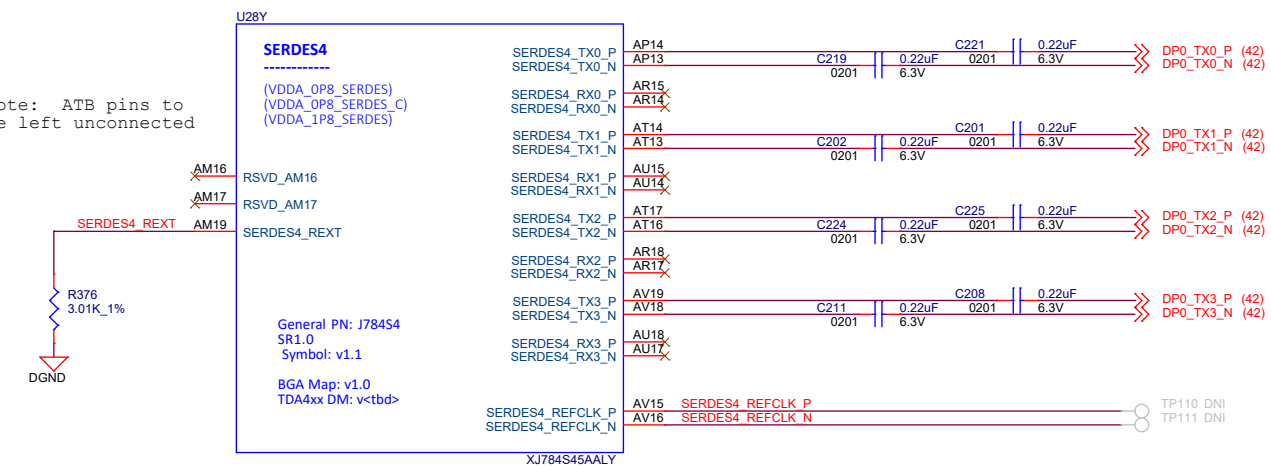 U28Y
SERDES4
------------
(VDDA_0P8_SERDES)
(VDDA_0P8_SERDES_C)
(VDDA_1P8_SERDES)
ote: ATB pins to
e left unconnected
AM16 RSVD_AM16
AM17 RSVD_AM17
SERDES4_REXT AM19 SERDES4_REXT
R376
3.01K_1%
DGND
General PN: J784S4
SR1.0
Symbol: v1.1
BGA Map: v1.0
TDA4xx DM: v<tbd>
SERDES4_TX0_P AP14 C221 0.22uF DP0_TX0_P (42)
SERDES4_TX0_N AP13 C219 0.22uF 0201 6.3V DP0_TX0_N (42)
0201 6.3V
SERDES4_RX0_P AR15
SERDES4_RX0_N AR14
SERDES4_TX1_P AT14 C201 0.22uF DP0_TX1_P (42)
SERDES4_TX1_N AT13 C202 0.22uF 0201 6.3V DP0_TX1_N (42)
0201 6.3V
SERDES4_RX1_P AU15
SERDES4_RX1_N AU14
SERDES4_TX2_P AT17 C225 0.22uF DP0_TX2_P (42)
SERDES4_TX2_N AT16 C224 0.22uF 0201 6.3V DP0_TX2_N (42)
0201 6.3V
SERDES4_RX2_P AR18
SERDES4_RX2_N AR17
SERDES4_TX3_P AV19 C208 0.22uF DP0_TX3_P (42)
SERDES4_TX3_N AV18 C211 0.22uF 0201 6.3V DP0_TX3_N (42)
0201 6.3V
SERDES4_RX3_P AU18
SERDES4_RX3_N AU17
SERDES4_REFCLK_P AV15 SERDES4_REFCLK_P TP110 DNI
SERDES4_REFCLK_N AV16 SERDES4_REFCLK_N TP111 DNI
XJ784S45AALY